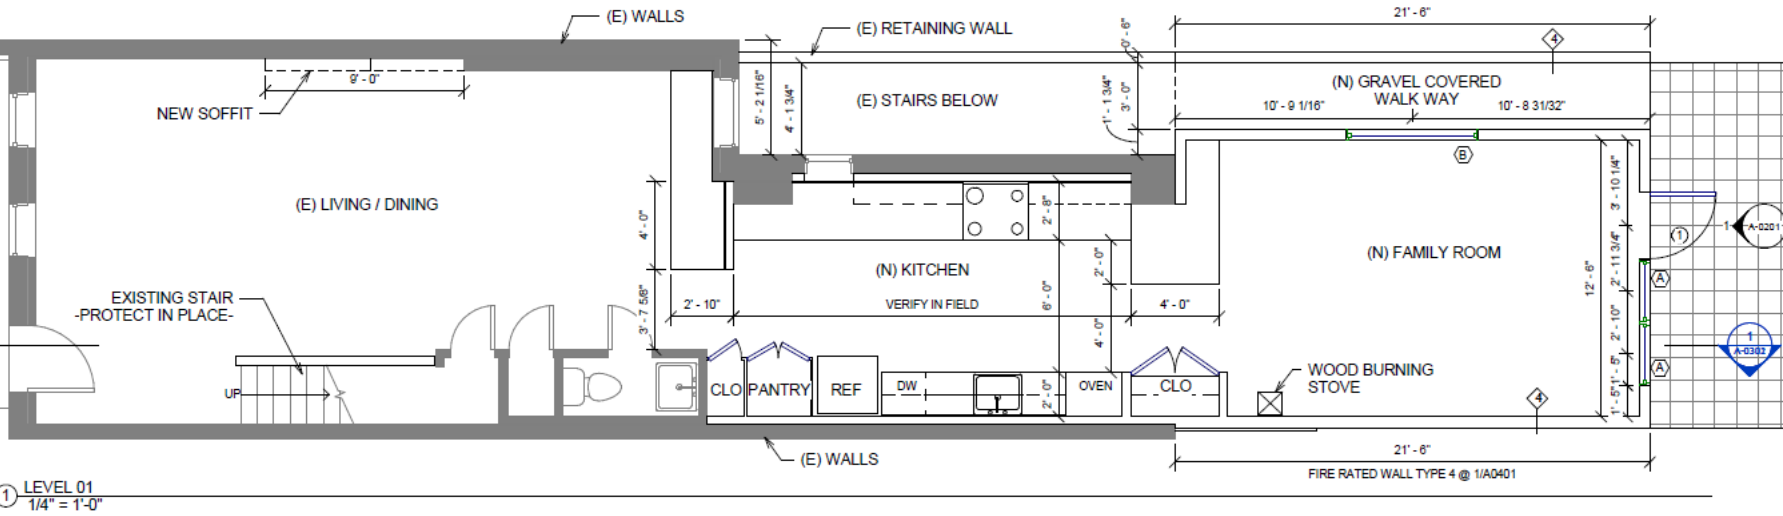 (E) WALLS
(E) RETAINING WALL
21' - 6"
0' - 6"
4
9' - 0"
NEW SOFFIT
5' - 2 1/16"
4' - 1 3/4"
(E) STAIRS BELOW
1' - 1 3/4"
3' - 0"
(N) GRAVEL COVERED
WALK WAY
10' - 9 1/16"
10' - 8 31/32"
B
(E) LIVING / DINING
4' - 0"
2' - 8"
3' - 10 1/4"
1
1
A-0201
(N) KITCHEN
2' - 0"
(N) FAMILY ROOM
2' - 11 3/4"
12' - 6"
A
EXISTING STAIR
-PROTECT IN PLACE-
3' - 7 5/8"
2' - 10"
VERIFY IN FIELD
6' - 0"
4' - 0"
4' - 0"
2' - 10"
1
A-0302
UP
CLO
PANTRY
REF
DW
2' - 0"
OVEN
CLO
WOOD BURNING
STOVE
1' - 5"
A
1' - 5"
4
(E) WALLS
21' - 6"
FIRE RATED WALL TYPE 4 @ 1/A0401
1
LEVEL 01
1/4" = 1'-0"